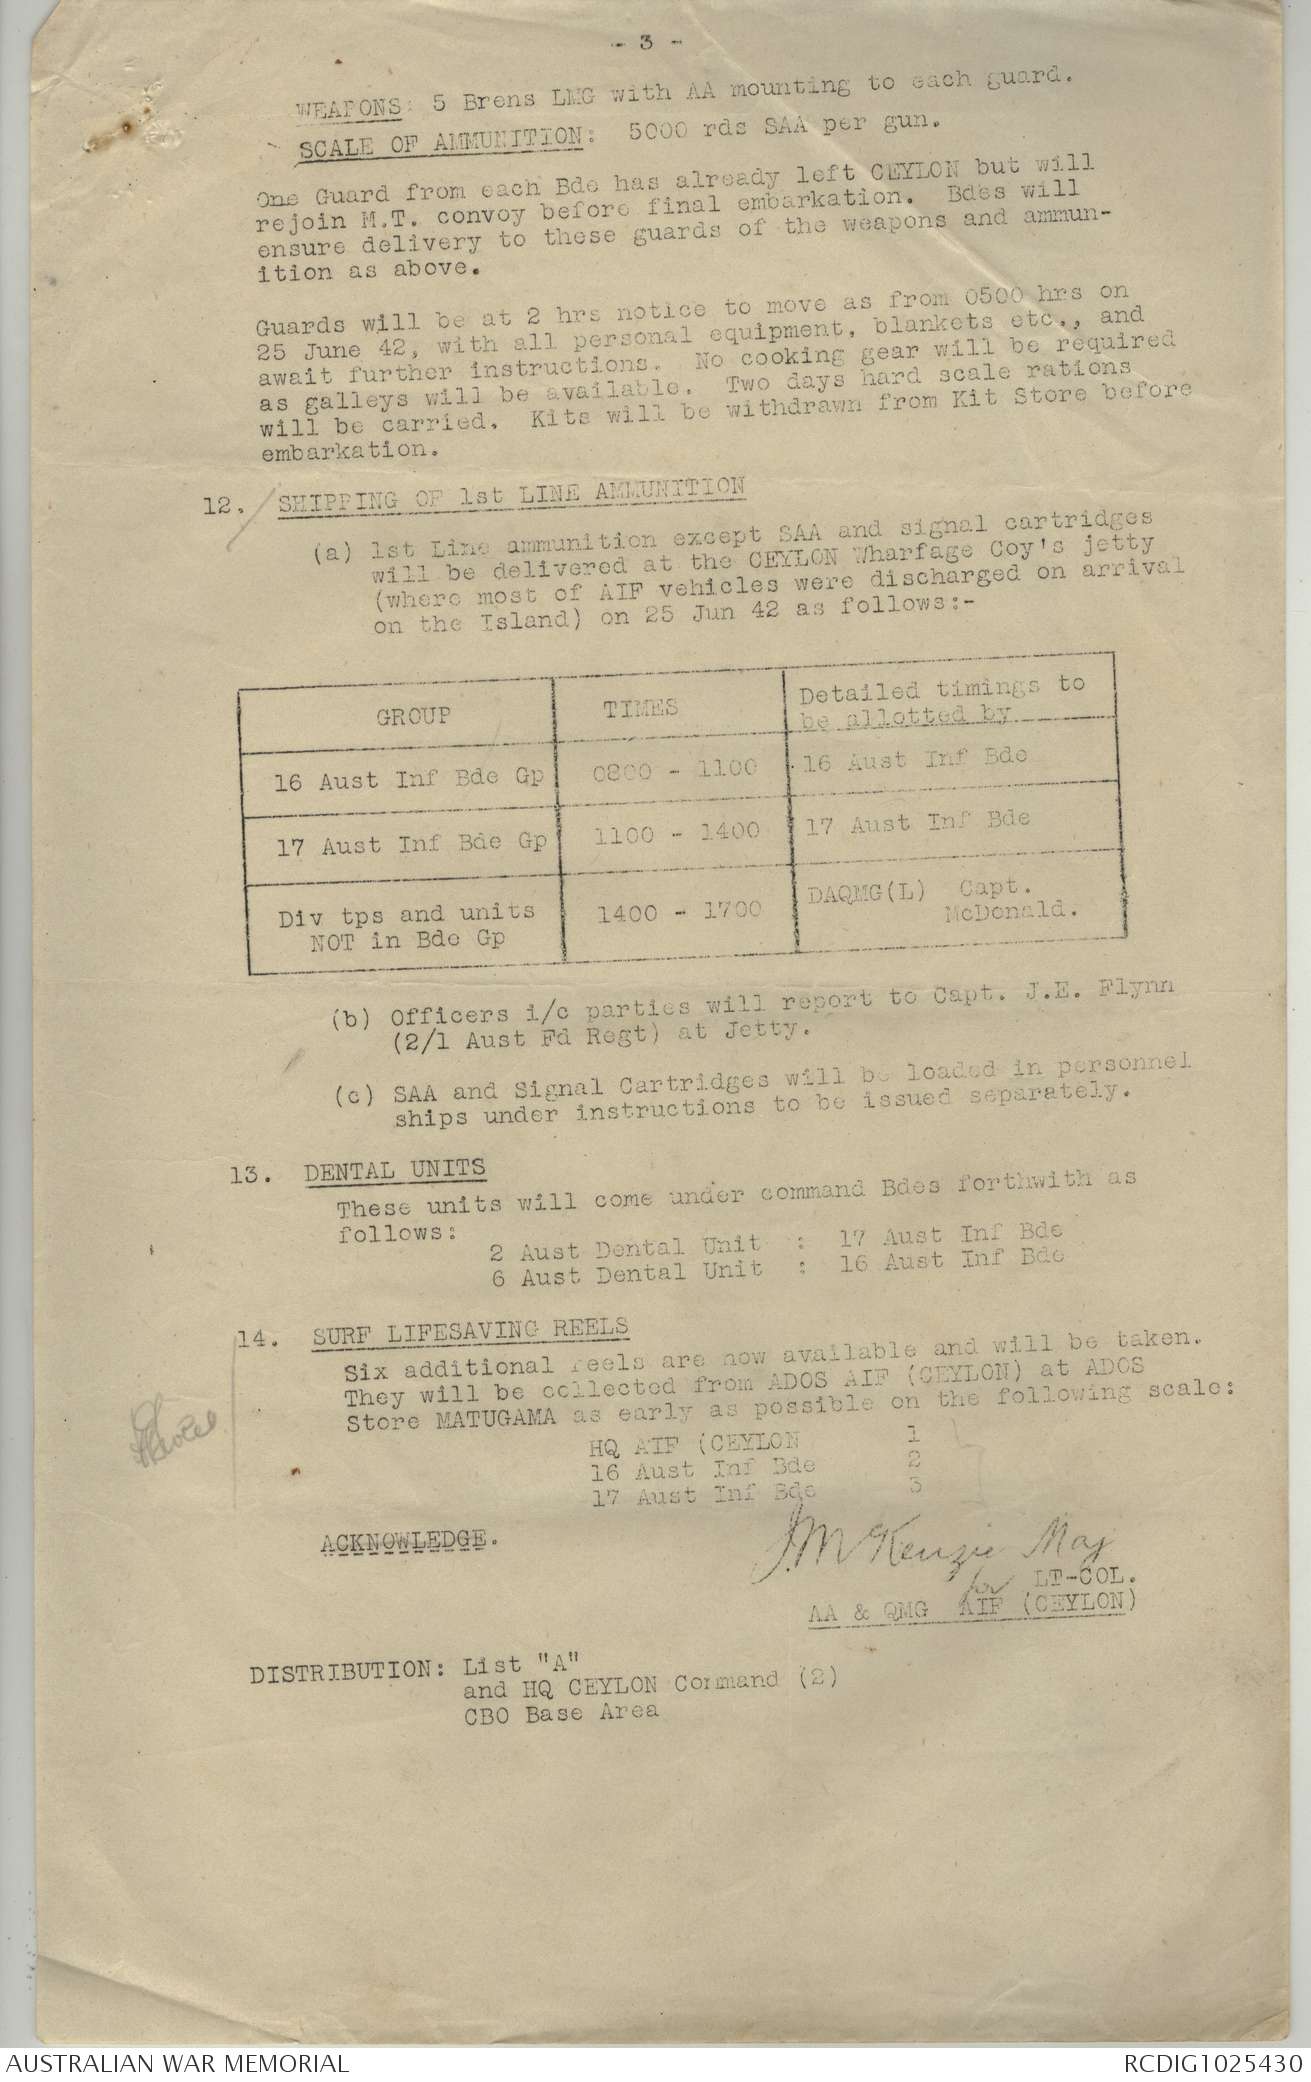 - 3 -
WEAPONS: 5 Brens LMG with AA mounting to each guard.
SCALE OF AMMUNITION: 5000 rds SAA per gun.
One Guard from each Bde has already left CEYLON but will
rejoin M.T. convoy before final embarkation. Bdes will
ensure delivery to these guards of the weapons and ammun-
ition as above.
Guards will be at 2 hrs notice to move as from 0500 hrs on
25 June 42, with all personal equipment, blankets etc., and
await further instructions. No cooking gear will be required
as galleys will be available. Two days hard scale rations
will be carried. Kits will be withdrawn from Kit Store before
embarkation.
12. SHIPPING OF 1st LINE AMMUNITION
(a) 1st Line ammunition except SAA and signal cartridges
will be delivered at the CEYLON Wharfage Coy's jetty
(where most of AIF vehicles were discharged on arrival
on the Island) on 25 Jun 42 as follows:-
GROUP TIMES Detailed timings to
be allotted by
16 Aust Inf Bde Gp 0800 - 1100 16 Aust Inf Bde
17 Aust Inf Bde Gp 1100 - 1400 17 Aust Inf Bde
Div tps and units 1400 - 1700 DAQMG(L) Capt.
NOT in Bde Gp McDonald.
(b) Officers i/c parties will report to Capt. J.E. Flynn
(2/1 Aust Fd Regt) at Jetty.
(c) SAA and Signal Cartridges will be loaded in personnel
ships under instructions to be issued separately.
13. DENTAL UNITS
These units will come under command Bdes forthwith as
follows:
2 Aust Dental Unit : 17 Aust Inf Bde
6 Aust Dental Unit : 16 Aust Inf Bde
14. SURF LIFESAVING REELS
Six additional reels are now available and will be taken.
They will be collected from ADOS AIF (CEYLON) at ADOS
Store MATUGAMA as early as possible on the following scale:
HQ AIF (CEYLON 1
16 Aust Inf Bde 2
17 Aust Inf Bde 3
ACKNOWLEDGE.
J. McKenzie Maj
for LT-COL.
AA & QMG AIF (CEYLON)
DISTRIBUTION: List "A"
and HQ CEYLON Command (2)
CBO Base Area
AUSTRALIAN WAR MEMORIAL RCDIG1025430